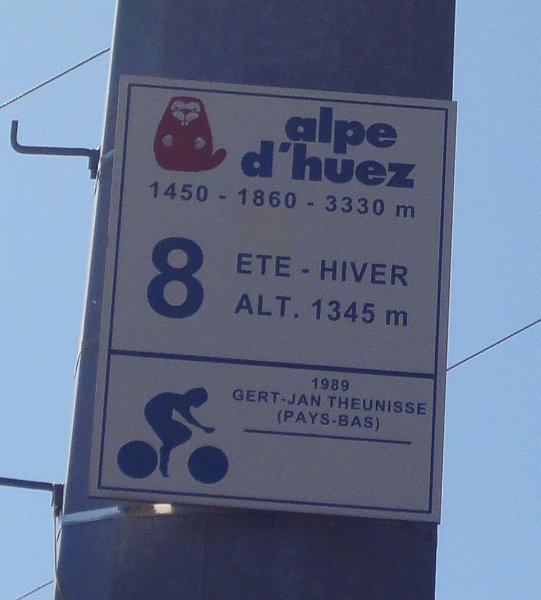 alpe
d'huez
1450 - 1860 - 3330 m
8
ETE - HIVER
ALT. 1345 m
1989
GERT-JAN THEUNISSE
(PAYS-BAS)